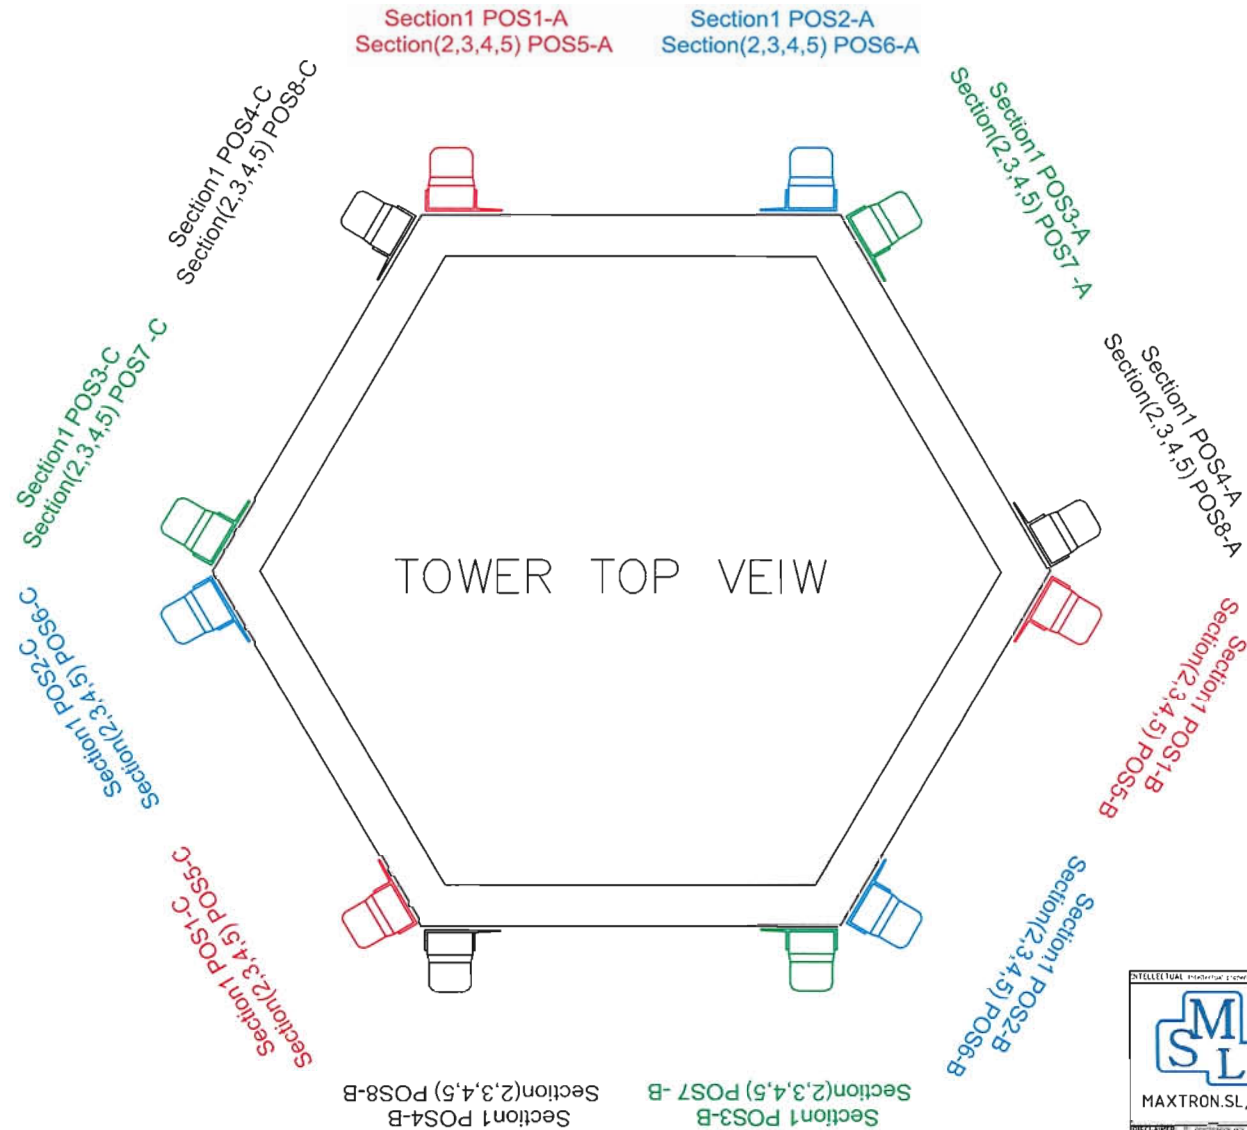 Section1 POS1-A
Section(2,3,4,5) POS5-A
Section1 POS2-A
Section(2,3,4,5) POS6-A
Section1 POS3-A
Section(2,3,4,5) POS7 -A
Section1 POS4-A
Section(2,3,4,5) POS8-A
Section1 POS1-B
Section(2,3,4,5) POS5-B
Section1 POS2-B
Section(2,3,4,5) POS6-B
Section1 POS3-B
Section(2,3,4,5) POS7 -B
Section1 POS4-B
Section(2,3,4,5) POS8-B
Section1 POS1-C
Section(2,3,4,5) POS5-C
Section1 POS2-C
Section(2,3,4,5) POS6-C
Section1 POS3-C
Section(2,3,4,5) POS7 -C
Section1 POS4-C
Section(2,3,4,5) POS8-C
TOWER TOP VEIW
INTELLECTUAL
M
S L
MAXTRON.SL,
DISCLAIMER